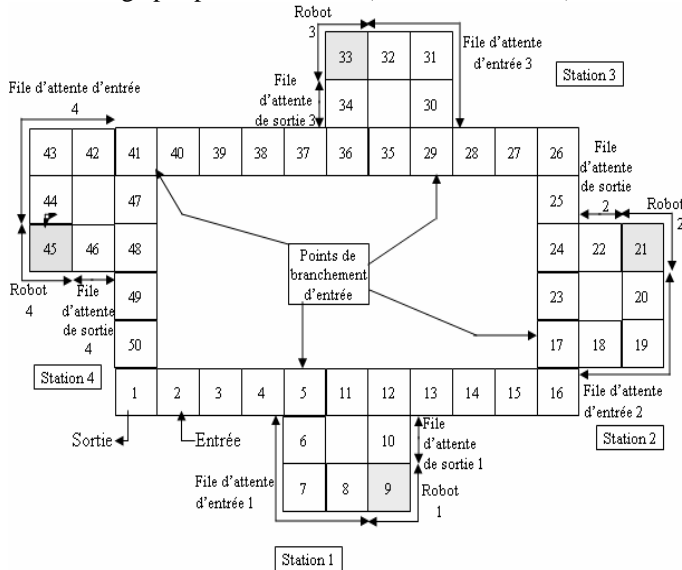 Robot
3
33 32 31
File d'attente
d'entrée 3
Station 3
File
d'attente
de sortie 3
34 30
File d'attente d'entrée
4
43 42 41 40 39 38 37 36 35 29 28 27 26
File
d'attente
de sortie
2
44 47 25
Robot
2
45 46 48 24 22 21
Points de
branchement
d'entrée
Robot
4
File
d'attente
de sortie
4
49 23 20
50 17 18 19
Station 4
1 2 3 4 5 11 12 13 14 15 16
File d'attente
d'entrée 2
Station 2
Sortie
Entrée
6 10
File
d'attente
de sortie 1
File d'attente
d'entrée 1
7 8 9
Robot
1
Station 1